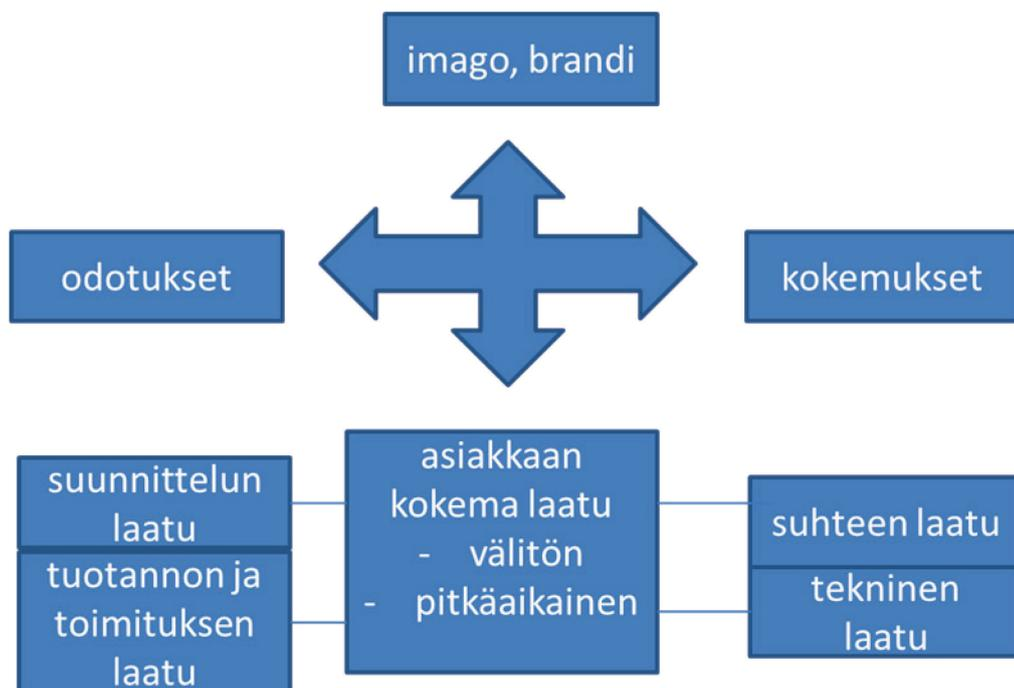 imago, brandi
odotukset
kokemukset
suunnittelun
laatu
tuotannon ja
toimituksen
laatu
asiakkaan
kokema laatu
- välitön
- pitkäaikainen
suhteen laatu
tekninen
laatu